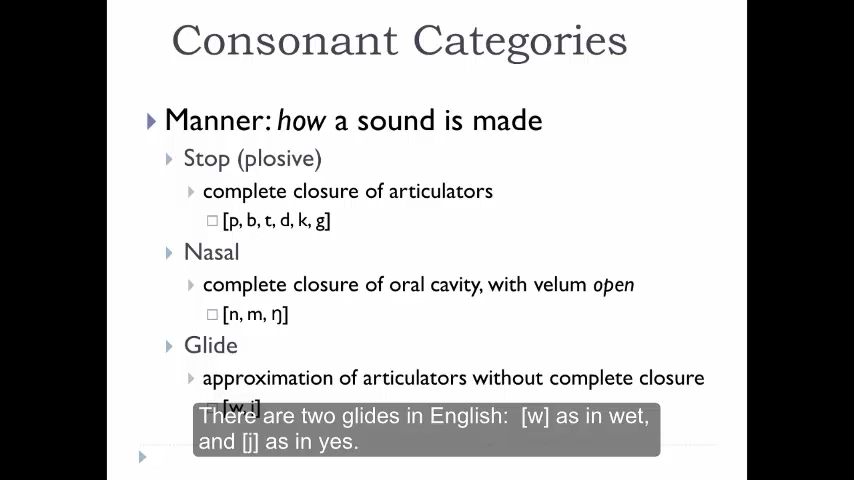 Consonant Categories
Manner: how a sound is made
Stop (plosive)
complete closure of articulators
[p, b, t, d, k, g]
Nasal
complete closure of oral cavity, with velum open
[n, m, ŋ]
Glide
approximation of articulators without complete closure
[w, j]
There are two glides in English:  [w] as in wet,
and [j] as in yes.